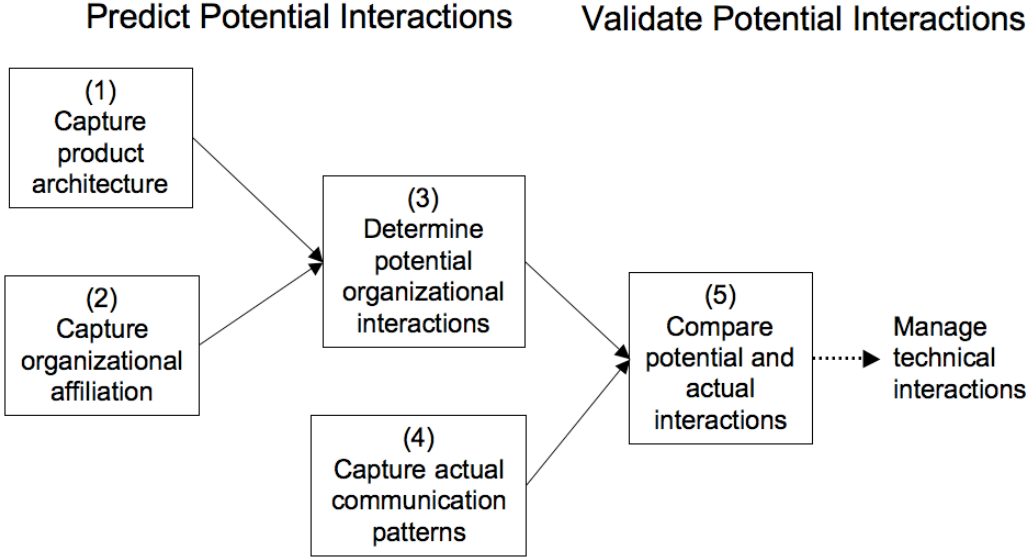 Predict Potential Interactions
Validate Potential Interactions
(1)
Capture
product
architecture
(2)
Capture
organizational
affiliation
(3)
Determine
potential
organizational
interactions
(4)
Capture actual
communication
patterns
(5)
Compare
potential and
actual
interactions
Manage
technical
interactions